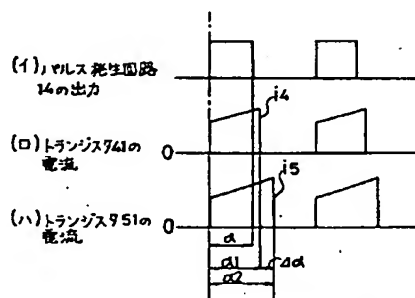 (イ)パルス発生回路
14の出力
i4
(ロ)トランジスタ41の
電流
0
i5
(ハ)トランジスタ51の
電流
0
α
α1
Δα
α2